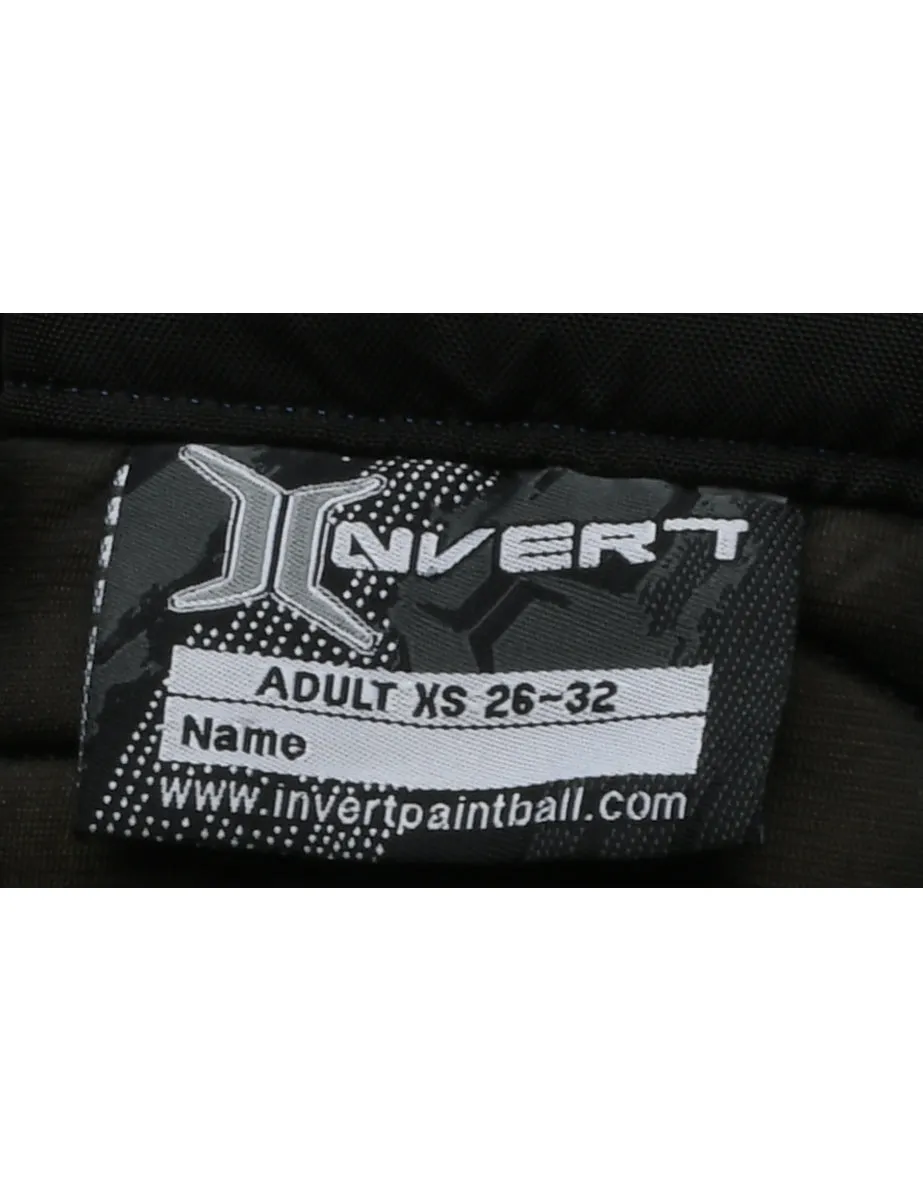 INVERT
ADULT XS 26~32
Name
www.invertpaintball.com